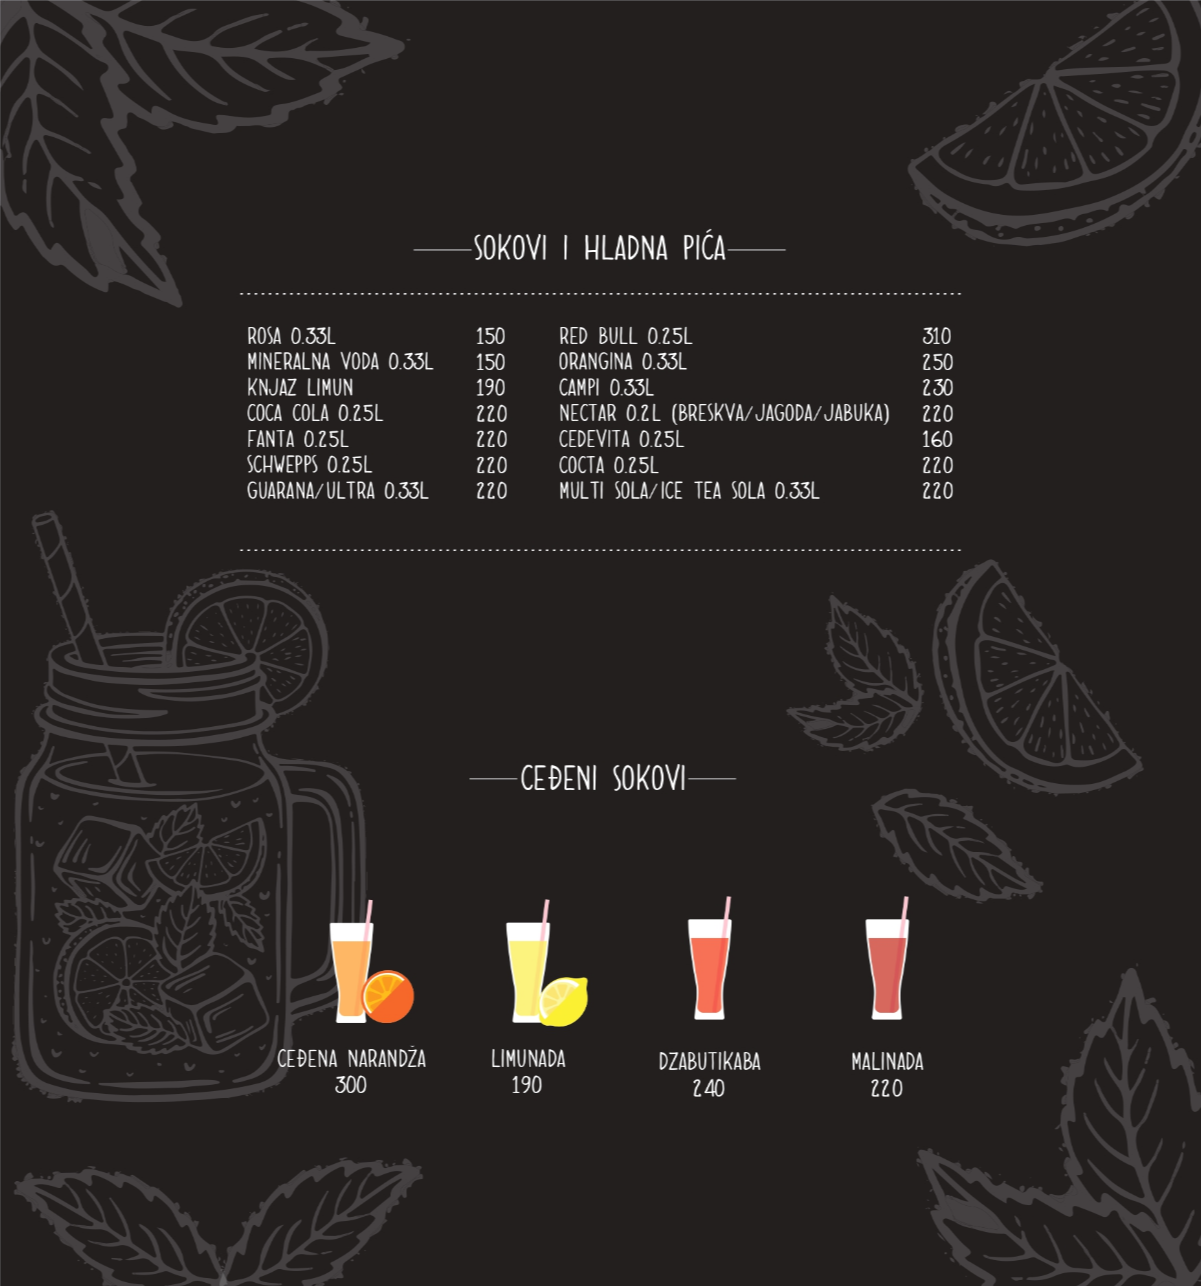 SOKOVI I HLADNA PIĆA
ROSA 0.33L 150
MINERALNA VODA 0.33L 150
KNJAZ LIMUN 190
COCA COLA 0.25L 220
FANTA 0.25L 220
SCHWEPPS 0.25L 220
GUARANA/ULTRA 0.33L 220
RED BULL 0.25L 310
ORANGINA 0.33L 250
CAMPI 0.33L 230
NECTAR 0.2L (BRESKVA/JAGODA/JABUKA) 220
CEDEVITA 0.25L 160
COCTA 0.25L 220
MULTI SOLA/ICE TEA SOLA 0.33L 220
CEĐENI SOKOVI
CEĐENA NARANDŽA
300
LIMUNADA
190
DZABUTIKABA
240
MALINADA
220